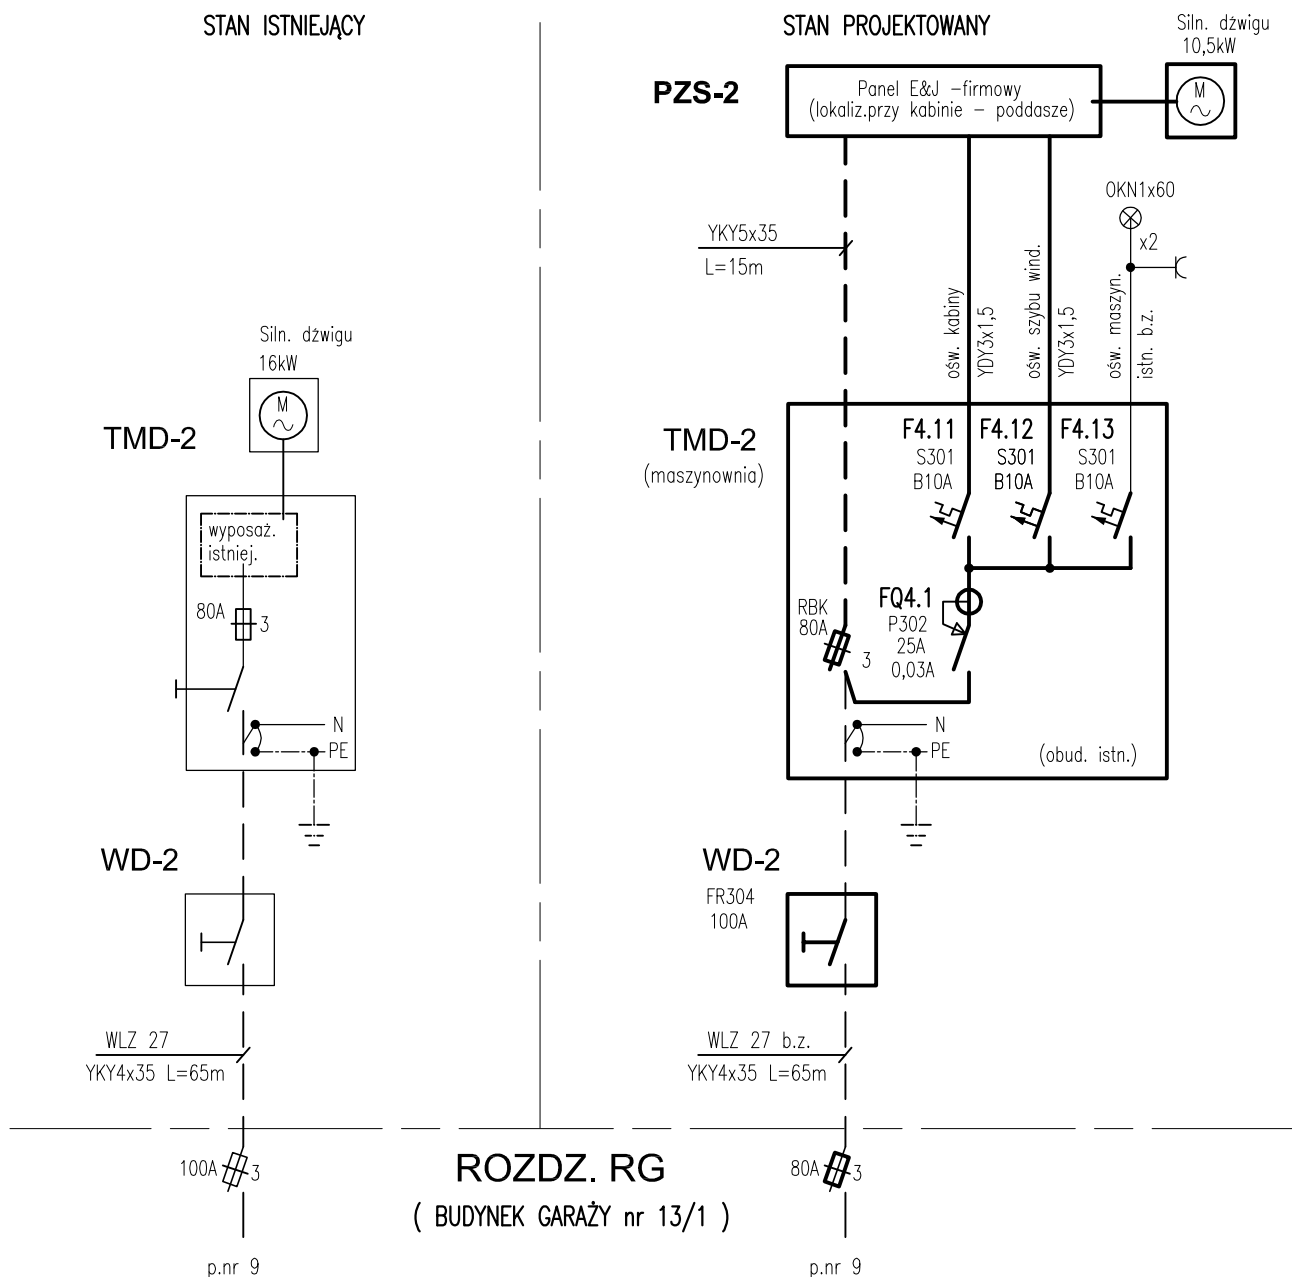 STAN ISTNIEJĄCY
Siln. dźwigu
16kW
M
TMD-2
wyposaż.
istniej.
80A
3
N
PE
WD-2
WLZ 27
YKY4x35 L=65m
100A
3
p.nr 9
STAN PROJEKTOWANY
Siln. dźwigu
10,5kW
M
PZS-2
Panel E&J –firmowy
(lokaliz.przy kabinie – poddasze)
OKN1x60
x2
YKY5x35
L=15m
ośw. kabiny
YDY3x1,5
ośw. szybu wind.
YDY3x1,5
ośw. maszyn.
istn. b.z.
TMD-2
(maszynownia)
F4.11
S301
B10A
F4.12
S301
B10A
F4.13
S301
B10A
RBK
80A
3
FQ4.1
P302
25A
0,03A
N
PE
(obud. istn.)
WD-2
FR304
100A
WLZ 27 b.z.
YKY4x35 L=65m
80A
3
p.nr 9
ROZDZ. RG
( BUDYNEK GARAŻY nr 13/1 )